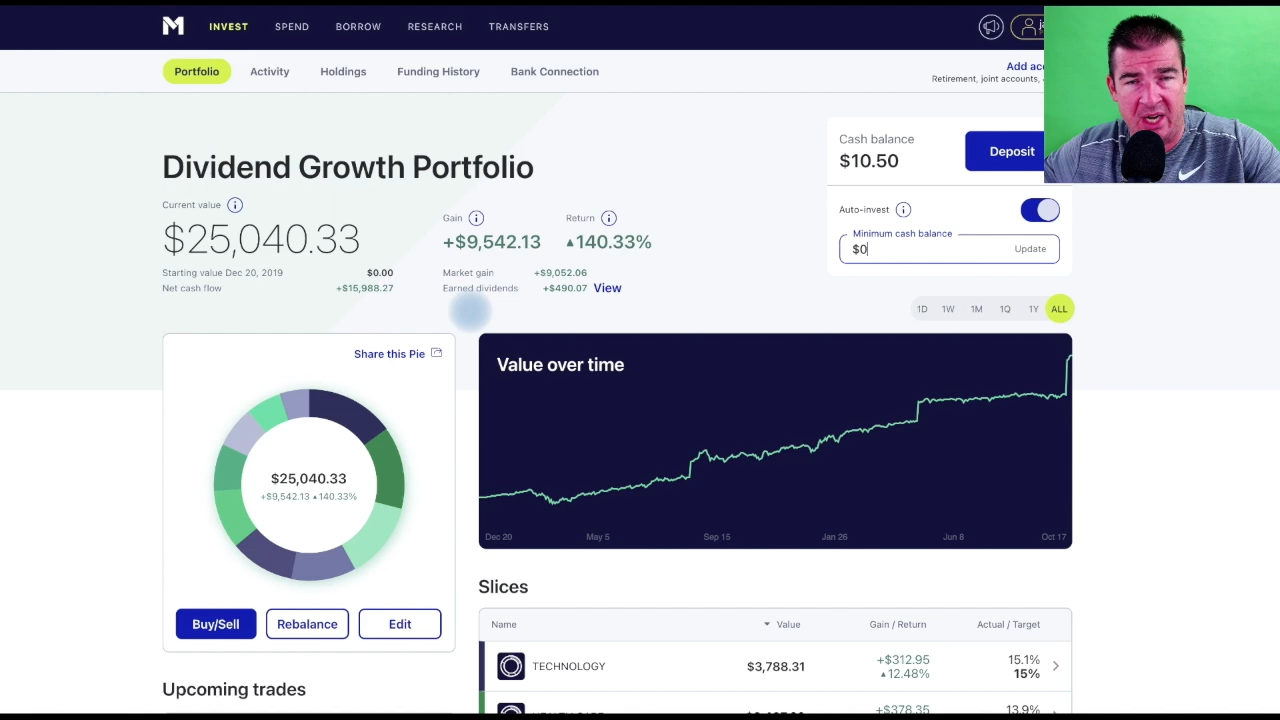 INVEST SPEND BORROW RESEARCH TRANSFERS
Portfolio Activity Holdings Funding History Bank Connection
Add acc
Retirement, joint accounts,
Dividend Growth Portfolio
Current value
$25,040.33
Starting value Dec 20, 2019 $0.00
Net cash flow +$15,988.27
Gain Return
+$9,542.13 ▲140.33%
Market gain +$9,052.06
Earned dividends +$490.07 View
Cash balance
$10.50
Deposit
Auto-invest
Minimum cash balance
$0 Update
1D 1W 1M 1Q 1Y ALL
Share this Pie
$25,040.33
+$9,542.13 ▲140.33%
Buy/Sell Rebalance Edit
Upcoming trades
Value over time
Dec 20 May 5 Sep 15 Jan 26 Jun 8 Oct 17
Slices
Name Value Gain / Return Actual / Target
TECHNOLOGY $3,788.31 +$312.95 15.1%
▲12.48% 15%
+$378.35 13.9%